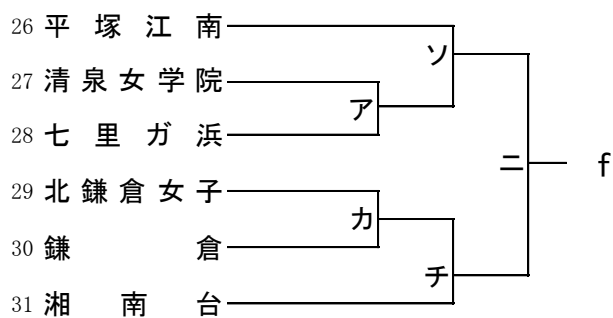 26 平塚江南
ソ
27 清泉女学院
ア
28 七里ガ浜
ニ f
29 北鎌倉女子
カ
30 鎌倉
チ
31 湘南台